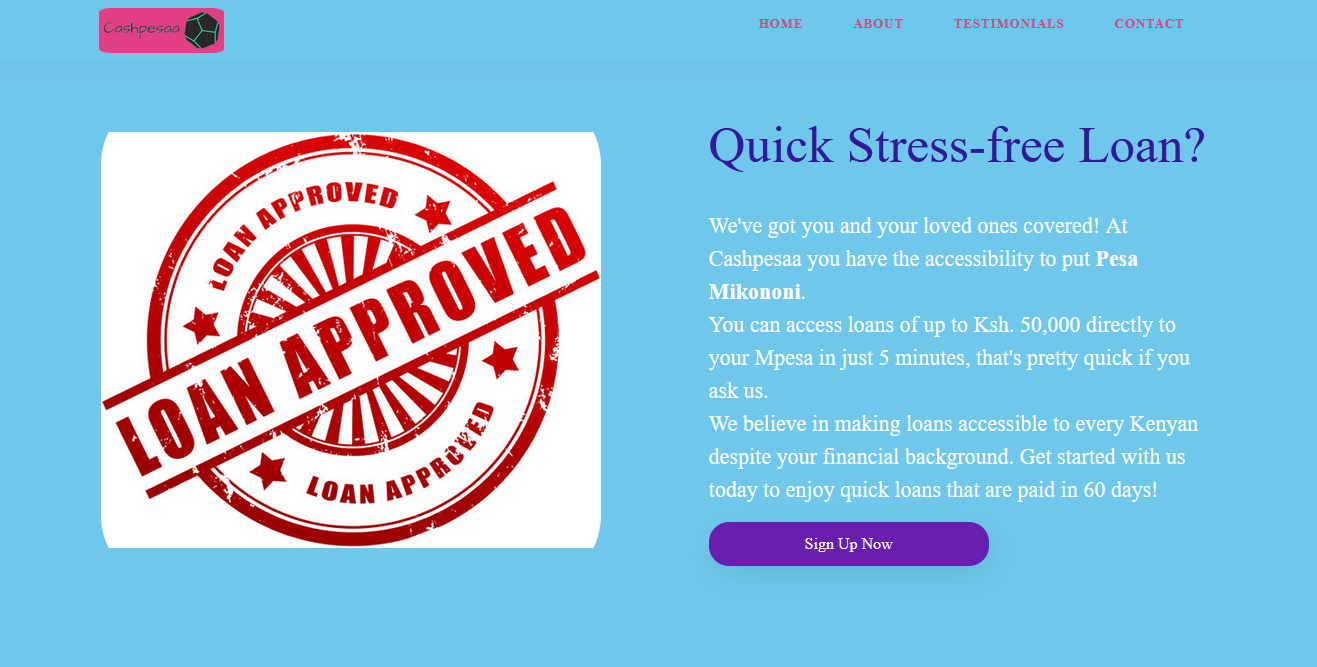 Cashpesaa
HOME ABOUT TESTIMONIALS CONTACT
LOAN APPROVED
LOAN APPROVED
LOAN APPROVED
Quick Stress-free Loan?
We've got you and your loved ones covered! At
Cashpesaa you have the accessibility to put Pesa
Mikononi.
You can access loans of up to Ksh. 50,000 directly to
your Mpesa in just 5 minutes, that's pretty quick if you
ask us.
We believe in making loans accessible to every Kenyan
despite your financial background. Get started with us
today to enjoy quick loans that are paid in 60 days!
Sign Up Now